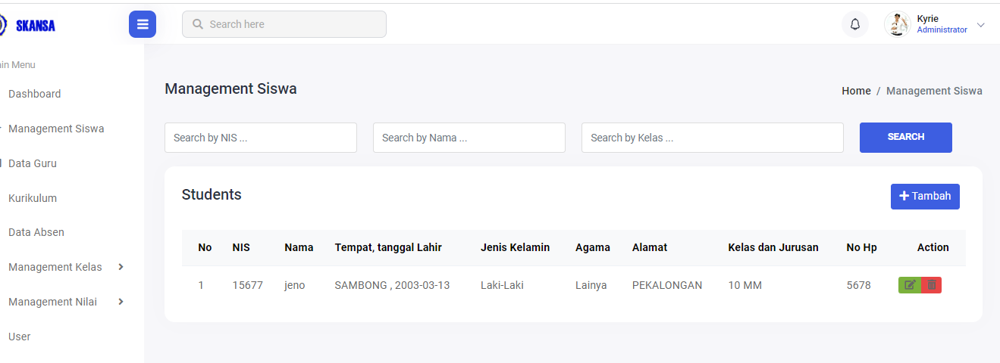 SKANSA
Search here
Kyrie
Administrator
in Menu
Dashboard
Management Siswa
Data Guru
Kurikulum
Data Absen
Management Kelas
Management Nilai
User
Management Siswa
Home / Management Siswa
Search by NIS ...
Search by Nama ...
Search by Kelas ...
SEARCH
Students
Tambah
No NIS Nama Tempat, tanggal Lahir Jenis Kelamin Agama Alamat Kelas dan Jurusan No Hp Action
1 15677 jeno SAMBONG , 2003-03-13 Laki-Laki Lainya PEKALONGAN 10 MM 5678